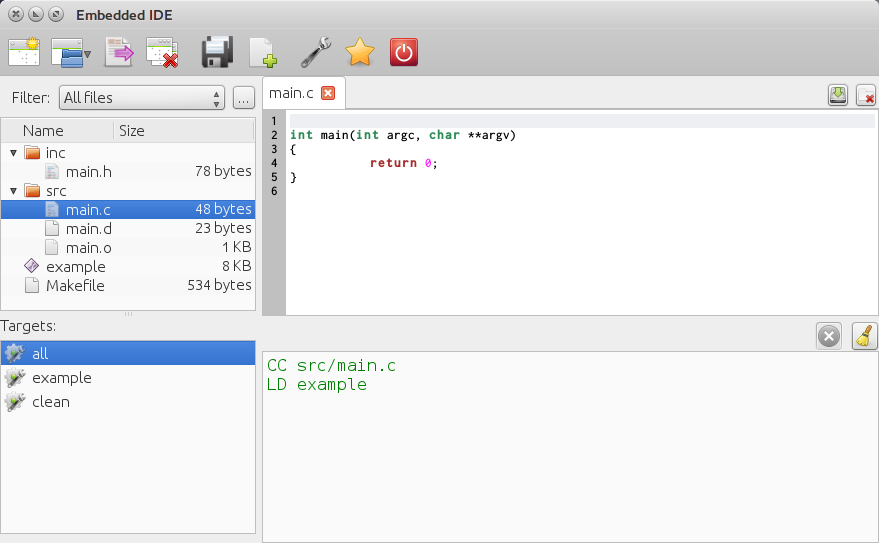 Embedded IDE
Filter: All files ...
main.c
Name Size
inc
main.h 78 bytes
src
main.c 48 bytes
main.d 23 bytes
main.o 1 KB
example 8 KB
Makefile 534 bytes
1
2 int main(int argc, char **argv)
3 {
4 return 0;
5 }
6
Targets:
all
example
clean
CC src/main.c
LD example